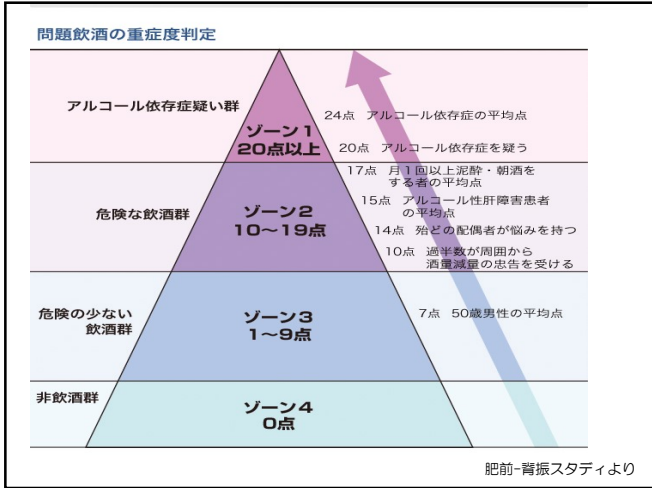 問題飲酒の重症度判定
アルコール依存症疑い群
ゾーン1
20点以上
24点 アルコール依存症の平均点
20点 アルコール依存症を疑う
危険な飲酒群
ゾーン2
10〜19点
17点 月1回以上泥酔・朝酒を
する者の平均点
15点 アルコール性肝障害患者
の平均点
14点 殆どの配偶者が悩みを持つ
10点 過半数が周囲から
酒量減量の忠告を受ける
危険の少ない
飲酒群
ゾーン3
1〜9点
7点 50歳男性の平均点
非飲酒群
ゾーン4
0点
肥前-脊振スタディより